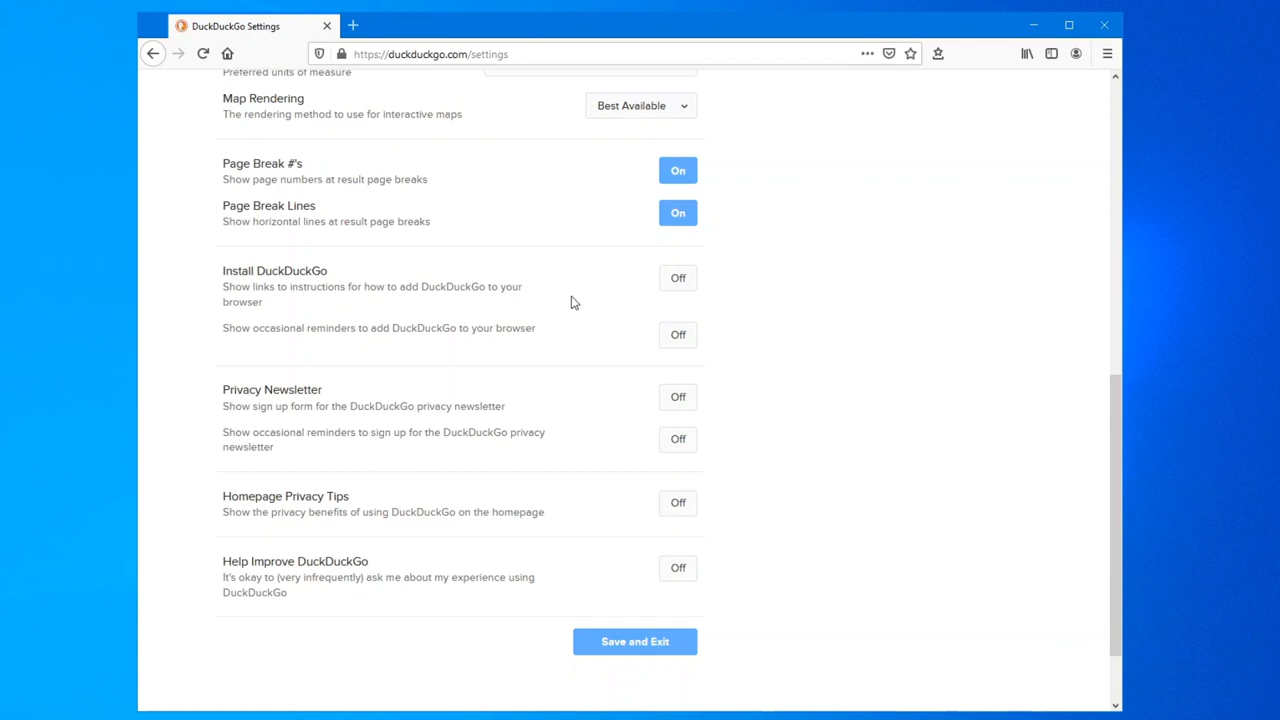 DuckDuckGo Settings
https://duckduckgo.com/settings
Preferred units of measure
Map Rendering
The rendering method to use for interactive maps
Best Available
Page Break #'s
Show page numbers at result page breaks
On
Page Break Lines
Show horizontal lines at result page breaks
On
Install DuckDuckGo
Show links to instructions for how to add DuckDuckGo to your
browser
Off
Show occasional reminders to add DuckDuckGo to your browser
Off
Privacy Newsletter
Show sign up form for the DuckDuckGo privacy newsletter
Off
Show occasional reminders to sign up for the DuckDuckGo privacy
newsletter
Off
Homepage Privacy Tips
Show the privacy benefits of using DuckDuckGo on the homepage
Off
Help Improve DuckDuckGo
It's okay to (very infrequently) ask me about my experience using
DuckDuckGo
Off
Save and Exit